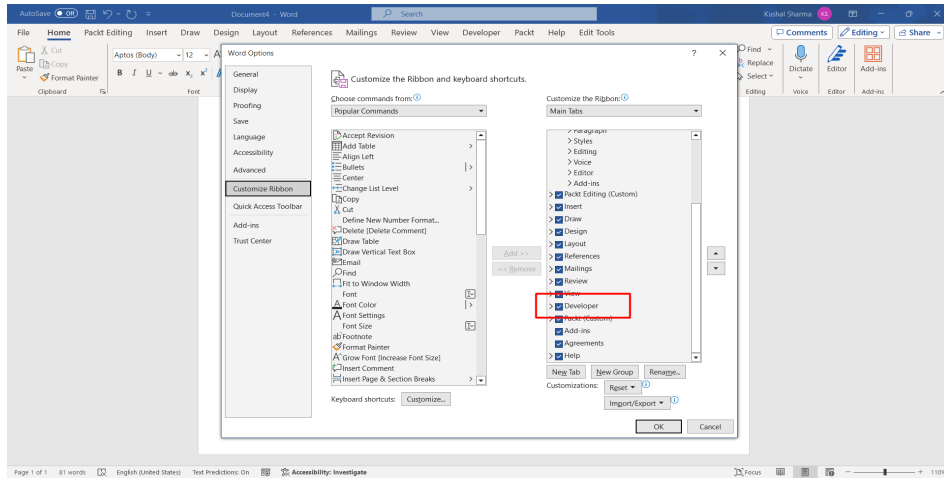 AutoSave On Document4 - Word Search Kushal Sharma KS
File Home Packt Editing Insert Draw Design Layout References Mailings Review View Developer Packt Help Edit Tools Comments Editing Share
Paste
Cut
Copy
Format Painter
Clipboard
Aptos (Body) 12
B I U ab x₂ x²
Font
Find
Replace
Select
Editing
Dictate
Voice
Editor
Editor
Add-ins
Add-ins
Word Options ? ×
General
Display
Proofing
Save
Language
Accessibility
Advanced
Customize Ribbon
Quick Access Toolbar
Add-ins
Trust Center
Customize the Ribbon and keyboard shortcuts.
Choose commands from:
Popular Commands
Accept Revision
Add Table
Align Left
Bullets
Center
Change List Level
Copy
Cut
Define New Number Format...
Delete [Delete Comment]
Draw Table
Draw Vertical Text Box
Email
Find
Fit to Window Width
Font
Font Color
Font Settings
Font Size
Footnote
Format Painter
Grow Font [Increase Font Size]
Insert Comment
Insert Page & Section Breaks
Keyboard shortcuts: Customize...
Add >>
<< Remove
Customize the Ribbon:
Main Tabs
Paragraph
Styles
Editing
Voice
Editor
Add-ins
Packt Editing (Custom)
Insert
Draw
Design
Layout
References
Mailings
Review
View
Developer
Packt (Custom)
Add-ins
Agreements
Help
New Tab New Group Rename...
Customizations: Reset
Import/Export
OK Cancel
Page 1 of 1 81 words English (United States) Text Predictions: On Accessibility: Investigate Focus 110%